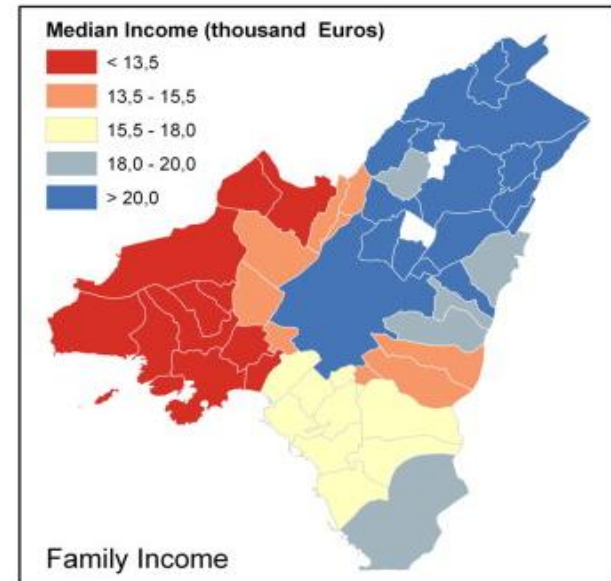 Median Income (thousand Euros)
< 13,5
13,5 - 15,5
15,5 - 18,0
18,0 - 20,0
> 20,0
Family Income